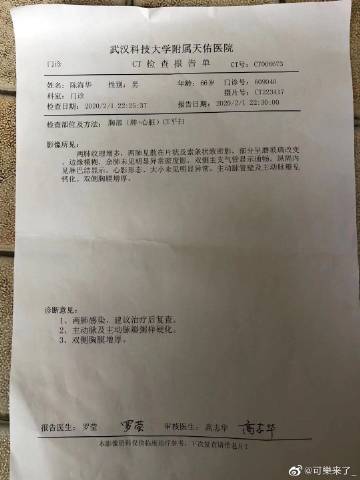 武汉科技大学附属天佑医院
门诊 CT检查报告单 CT号: CT066673
姓名: 陈海华 性别: 男 年龄: 66岁 门诊号: 809040
科室: 门诊 摄片号: CT223417
检查日期: 2020/2/1 22:25:37 报告日期: 2020/2/1 22:30:00
检查部位及方法: 胸部(肺+心脏)CT平扫
影像所见:
两肺纹理增多, 两肺见散在片状及索条状致密影, 部分呈磨玻璃改变
, 边缘模糊, 余肺未见明显异常密度影, 双侧主支气管显示通畅, 纵隔内
见淋巴结显示, 心影形态、大小未见明显异常, 主动脉管壁及主动脉瓣见
钙化, 双侧胸膜增厚。
诊断意见:
1、两肺感染, 建议治疗后复查。
2、主动脉及主动脉瓣粥样硬化。
3、双侧胸膜增厚。
报告医生: 罗莹 罗莹 审核医生: 高志华 高志华
本影像资料仅供临床诊疗参考,下次复查请带老片!
@可樂来了_